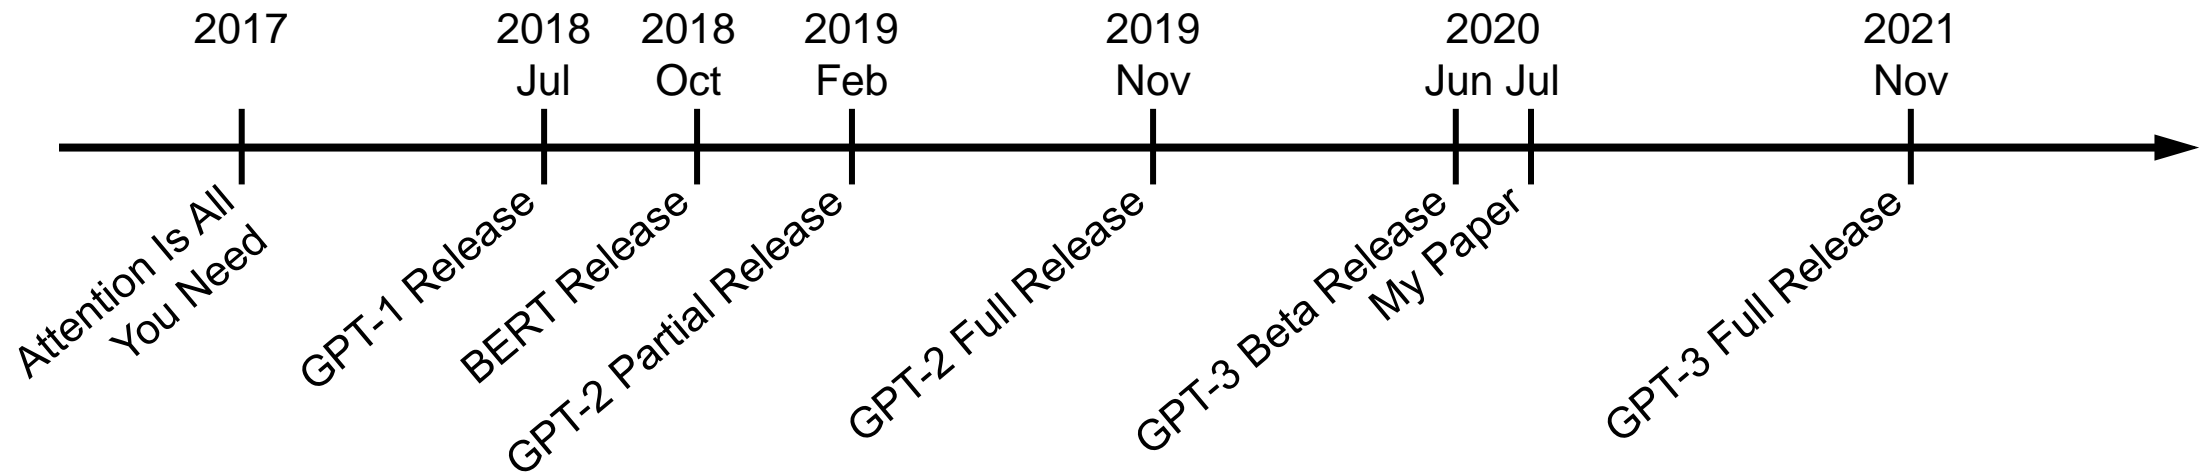 2017
2018
Jul
2018
Oct
2019
Feb
2019
Nov
2020
Jun Jul
2021
Nov
Attention Is All
You Need
GPT-1 Release
BERT Release
GPT-2 Partial Release
GPT-2 Full Release
GPT-3 Beta Release
My Paper
GPT-3 Full Release